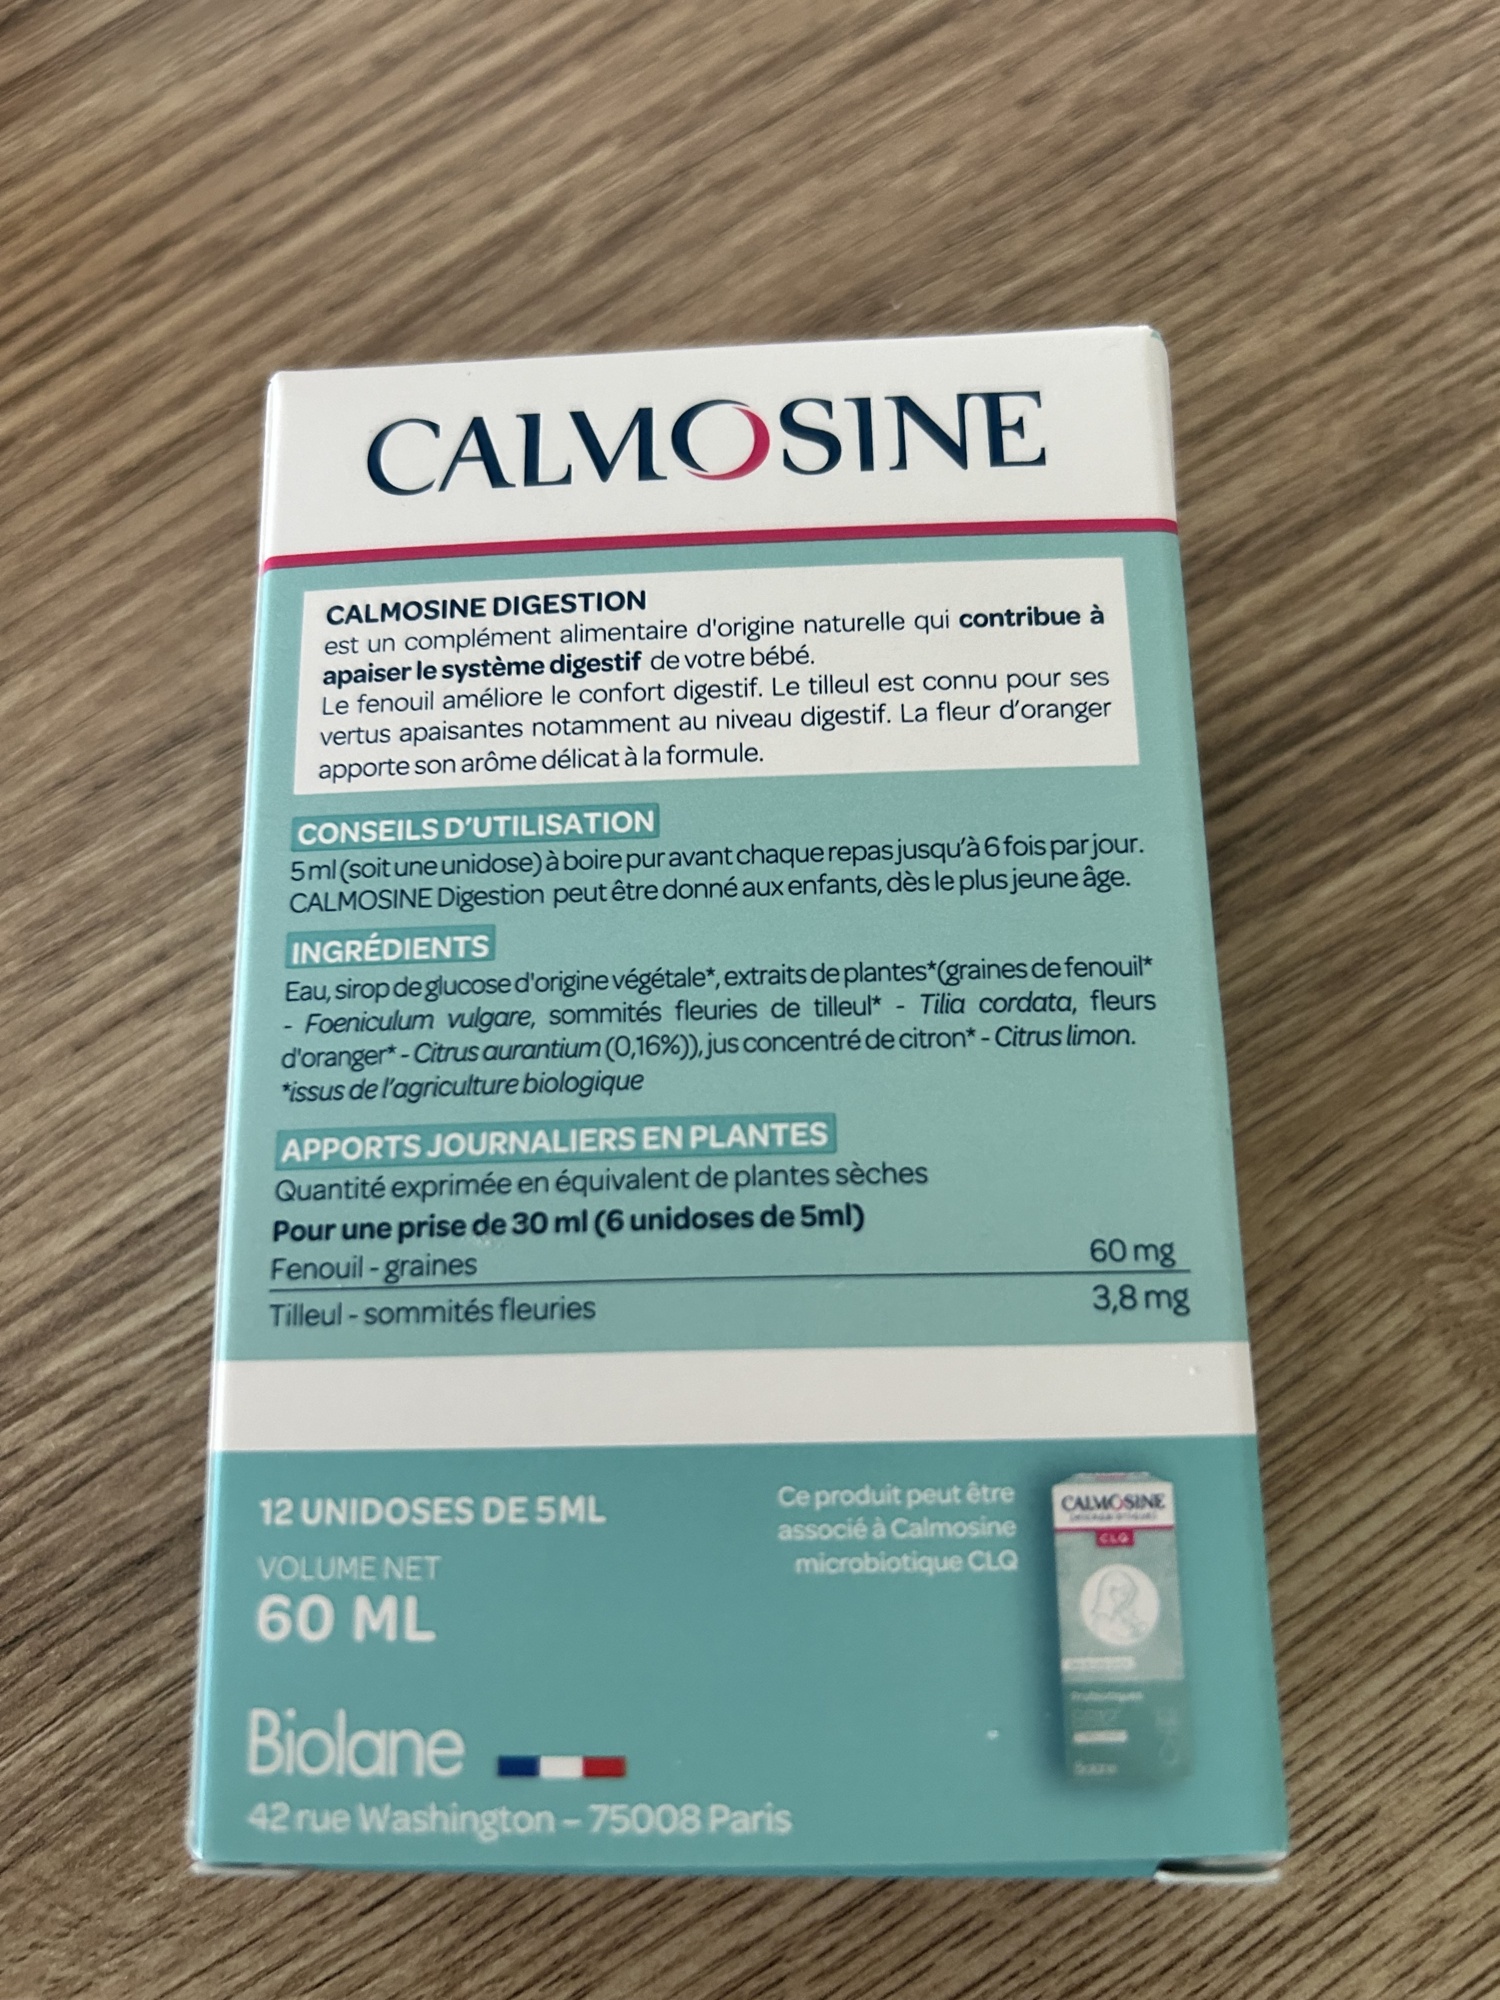 CALMOSINE
CALMOSINE DIGESTION
est un complément alimentaire d'origine naturelle qui contribue à
apaiser le système digestif de votre bébé.
Le fenouil améliore le confort digestif. Le tilleul est connu pour ses
vertus apaisantes notamment au niveau digestif. La fleur d'oranger
apporte son arôme délicat à la formule.
CONSEILS D'UTILISATION
5 ml (soit une unidose) à boire pur avant chaque repas jusqu'à 6 fois par jour.
CALMOSINE Digestion peut être donné aux enfants, dès le plus jeune âge.
INGRÉDIENTS
Eau, sirop de glucose d'origine végétale*, extraits de plantes*(graines de fenouil*
- Foeniculum vulgare, sommités fleuries de tilleul* - Tilia cordata, fleurs
d'oranger* - Citrus aurantium (0,16%)), jus concentré de citron* - Citrus limon.
*issus de l'agriculture biologique
APPORTS JOURNALIERS EN PLANTES
Quantité exprimée en équivalent de plantes sèches
Pour une prise de 30 ml (6 unidoses de 5ml)
Fenouil - graines 60 mg
Tilleul - sommités fleuries 3,8 mg
12 UNIDOSES DE 5ML
VOLUME NET
60 ML
Ce produit peut être
associé à Calmosine
microbiotique CLQ
CALMOSINE
CLQ
Biolane
Biolane
42 rue Washington – 75008 Paris